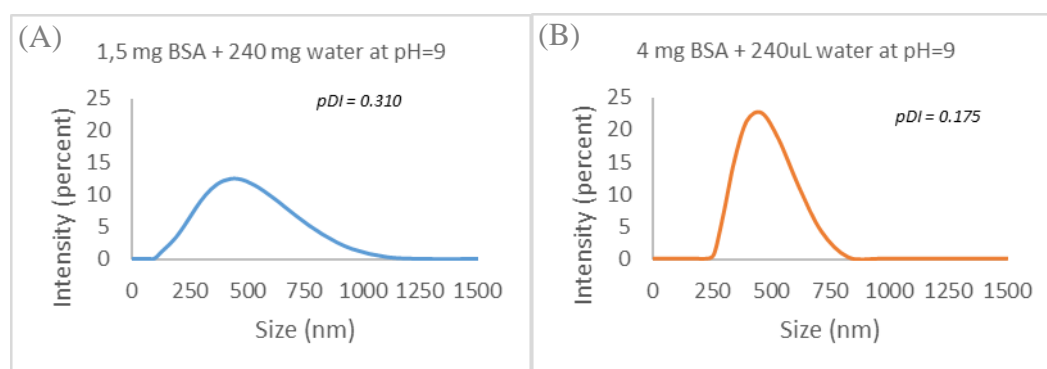 (A)
1,5 mg BSA + 240 mg water at pH=9
pDI = 0.310
Intensity (percent)
25
20
15
10
5
0
0 250 500 750 1000 1250 1500
Size (nm)
(B)
4 mg BSA + 240uL water at pH=9
pDI = 0.175
Intensity (percent)
25
20
15
10
5
0
0 250 500 750 1000 1250 1500
Size (nm)